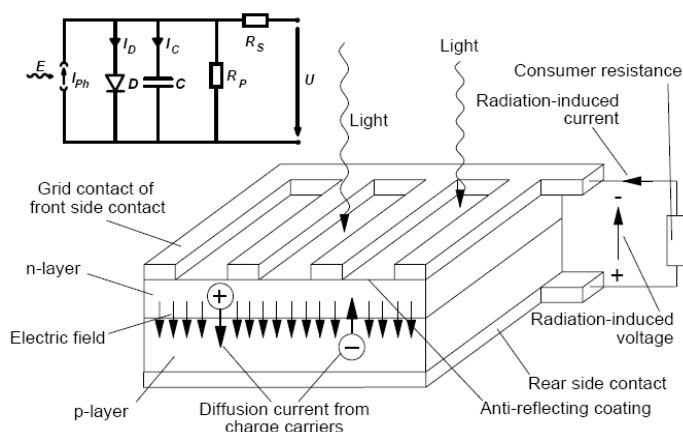 E
I_Ph
I_D
D
I_C
C
R_P
R_S
U
Light
Light
Consumer resistance
Radiation-induced
current
Grid contact of
front side contact
n-layer
Electric field
p-layer
+
−
Diffusion current from
charge carriers
-
+
Radiation-induced
voltage
Rear side contact
Anti-reflecting coating